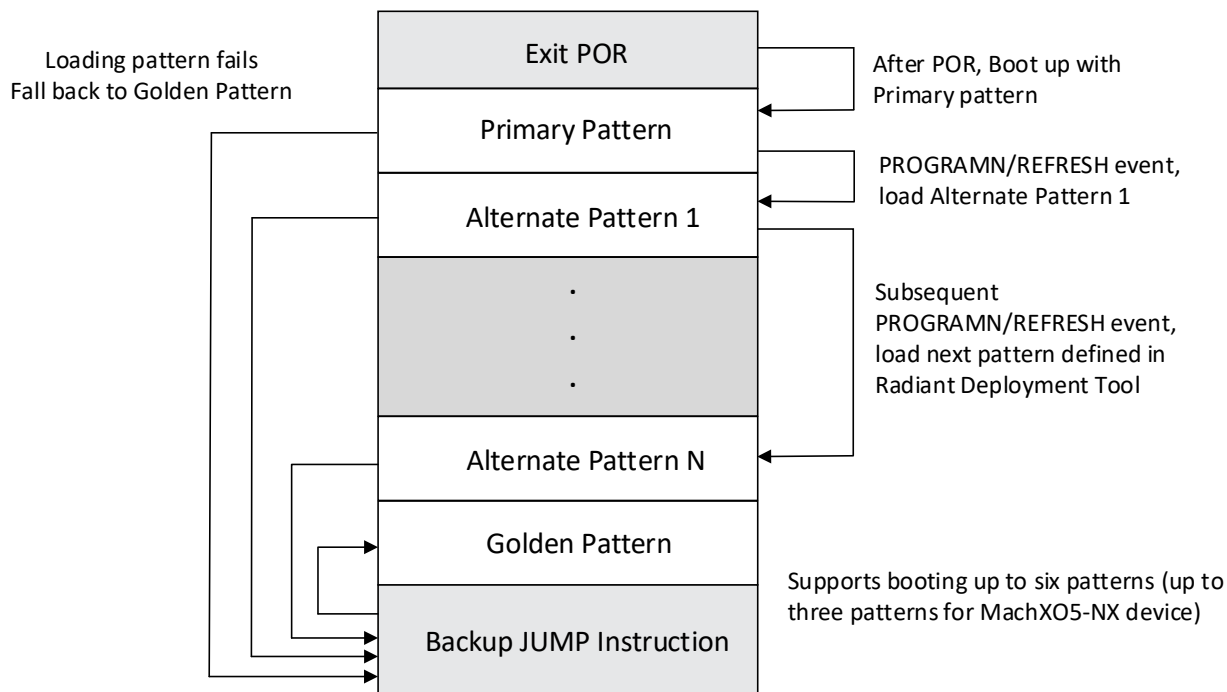 Loading pattern fails
Fall back to Golden Pattern
Exit POR
After POR, Boot up with
Primary pattern
Primary Pattern
PROGRAMN/REFRESH event,
load Alternate Pattern 1
Alternate Pattern 1
.
.
.
Subsequent
PROGRAMN/REFRESH event,
load next pattern defined in
Radiant Deployment Tool
Alternate Pattern N
Golden Pattern
Supports booting up to six patterns (up to
three patterns for MachXO5-NX device)
Backup JUMP Instruction